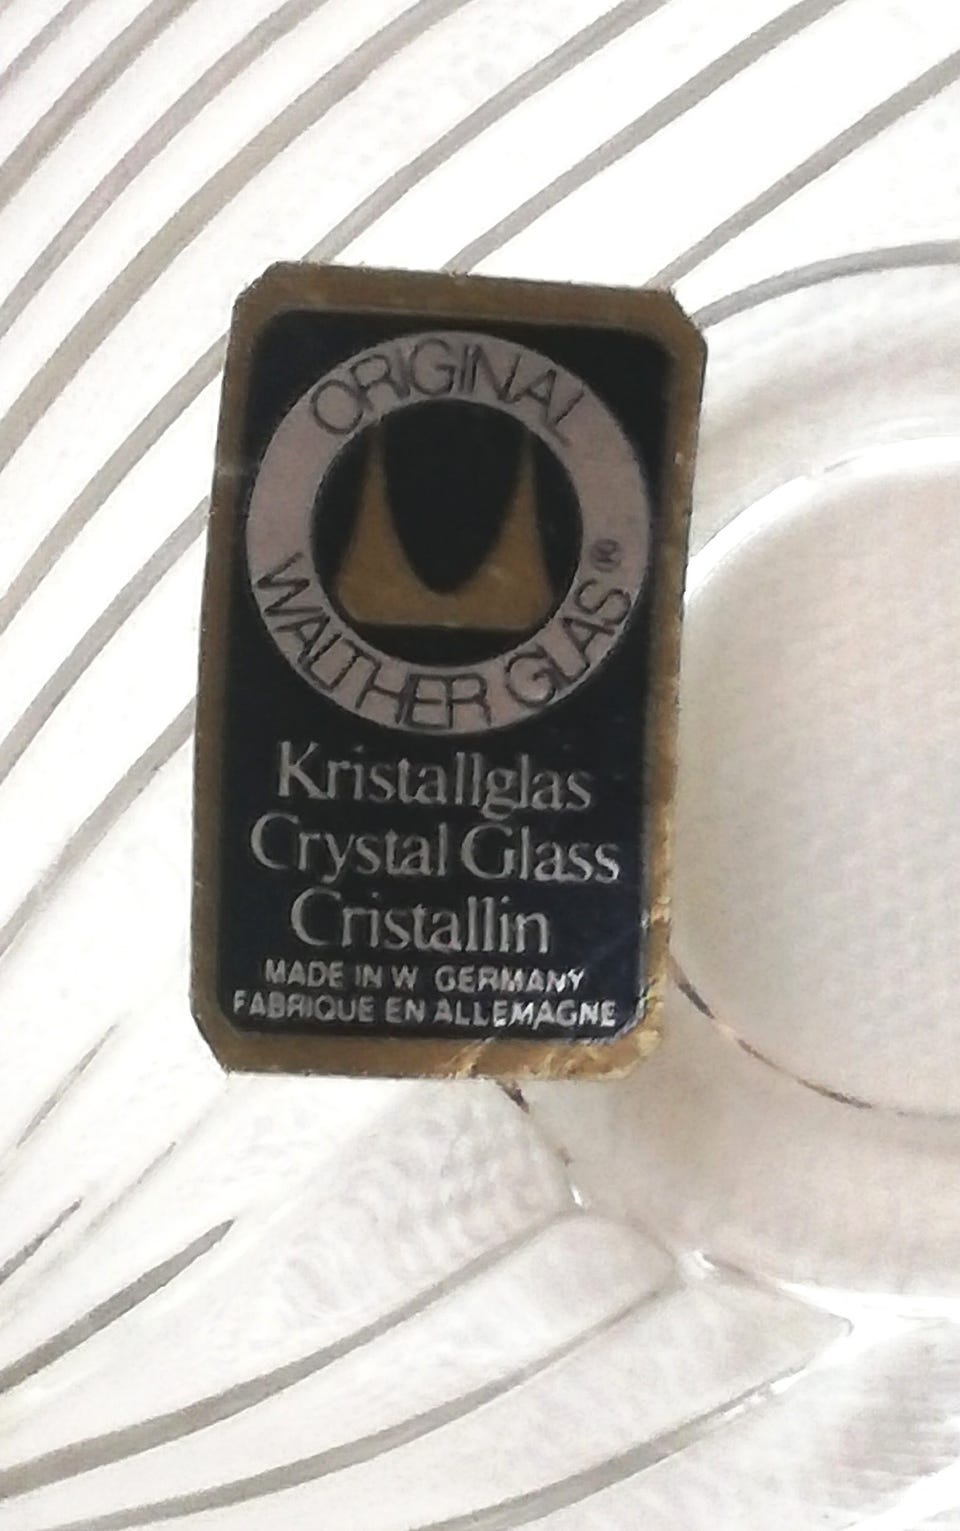 ORIGINAL
WALTHER GLAS®
Kristallglas
Crystal Glass
Cristallin
MADE IN W. GERMANY
FABRIQUE EN ALLEMAGNE